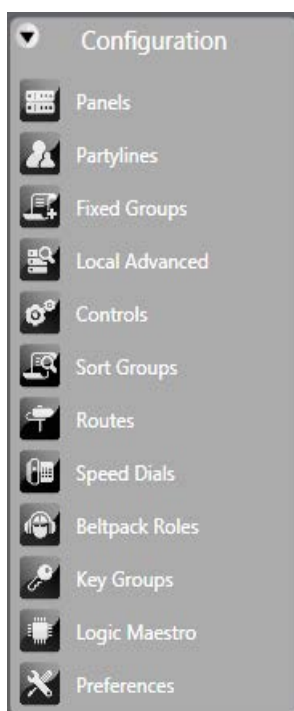 Configuration
Panels
Partylines
Fixed Groups
Local Advanced
Controls
Sort Groups
Routes
Speed Dials
Beltpack Roles
Key Groups
Logic Maestro
Preferences